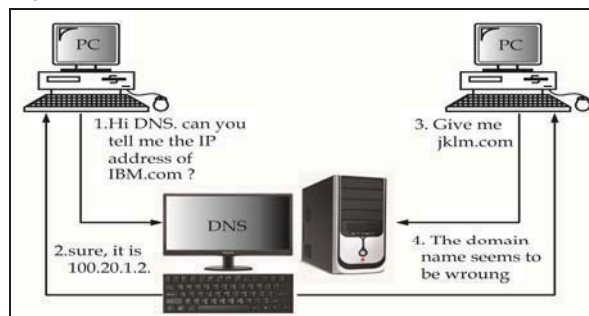 PC
PC
1.Hi DNS. can you
tell me the IP
address of
IBM.com ?
3. Give me
jklm.com
DNS
2.sure, it is
100.20.1.2.
4. The domain
name seems to
be wroung